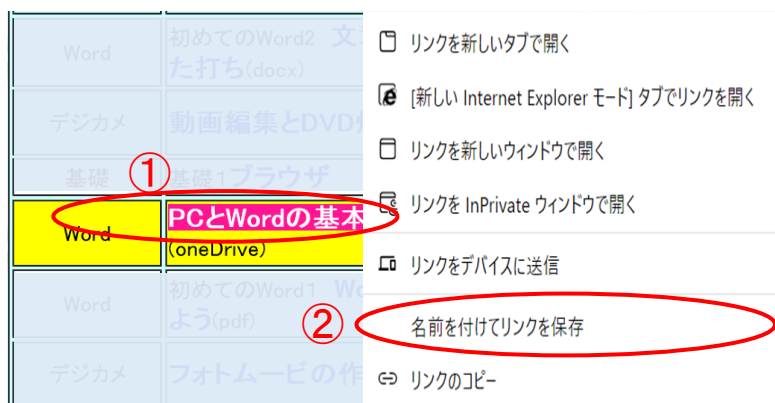 Word
初めてのWord2 文
た打ち(docx)
デジカメ
動画編集とDVD
基礎
基礎1ブラウザ
①
Word
PCとWordの基本
(oneDrive)
Word
初めてのWord1 Wo
よう(pdf)
デジカメ
フォトムービの作
リンクを新しいタブで開く
[新しい Internet Explorer モード] タブでリンクを開く
リンクを新しいウィンドウで開く
リンクを InPrivate ウィンドウで開く
リンクをデバイスに送信
②
名前を付けてリンクを保存
リンクのコピー